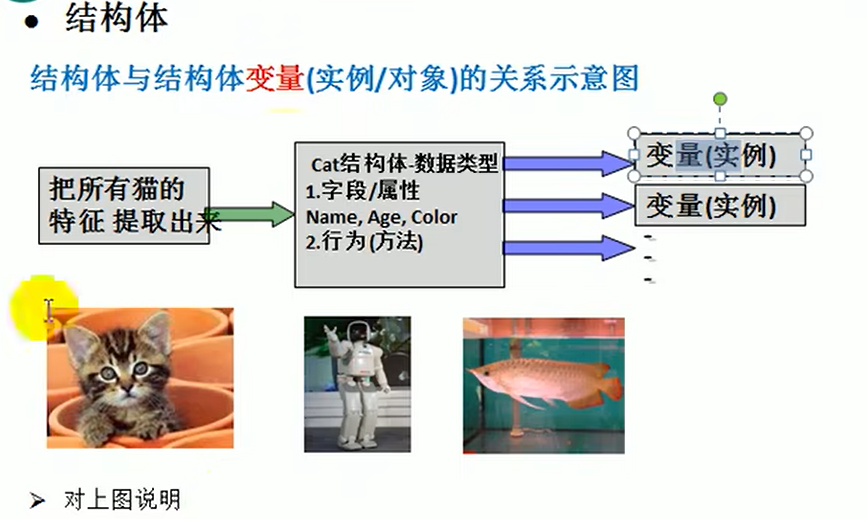 ● 结构体
结构体与结构体变量(实例/对象)的关系示意图
把所有猫的
特征 提取出来
Cat结构体-数据类型
1.字段/属性
Name, Age, Color
2.行为(方法)
变量(实例)
变量(实例)
➢ 对上图说明